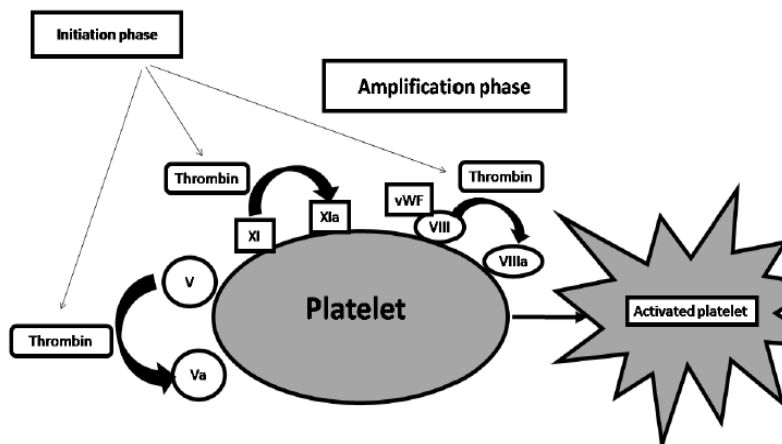 Initiation phase
Amplification phase
Thrombin
Thrombin
vWF
XIa
VIII
XI
VIIIa
V
Platelet
Activated platelet
Thrombin
Va